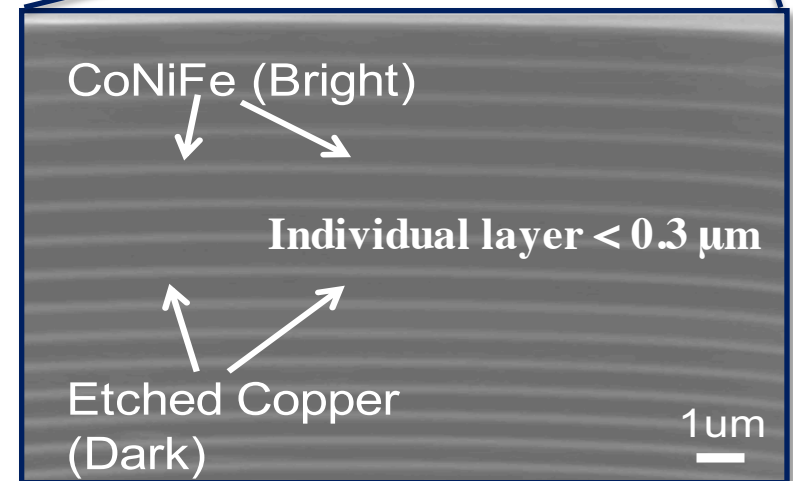 CoNiFe (Bright)
Individual layer < 0.3 μm
Etched Copper
(Dark)
1um